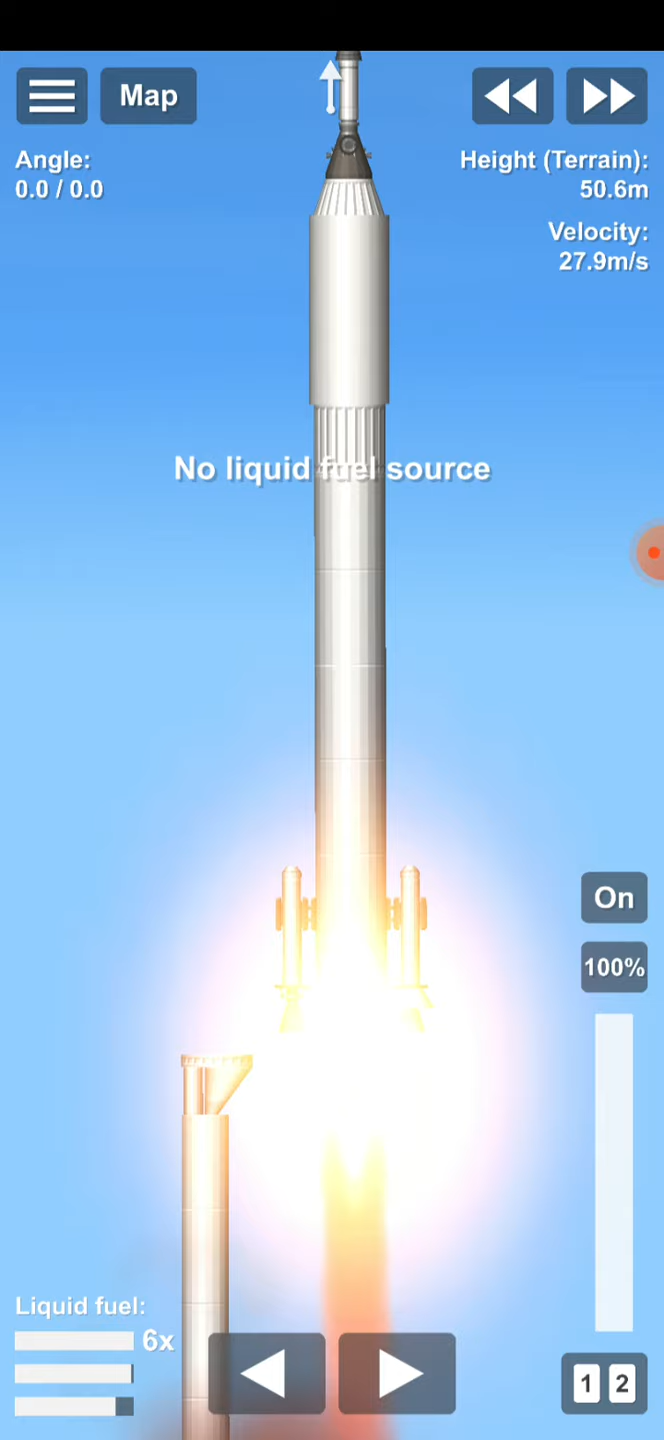 Map
Angle:
0.0 / 0.0
Height (Terrain):
50.6m
Velocity:
27.9m/s
No liquid fuel source
On
100%
Liquid fuel:
6x
1 2